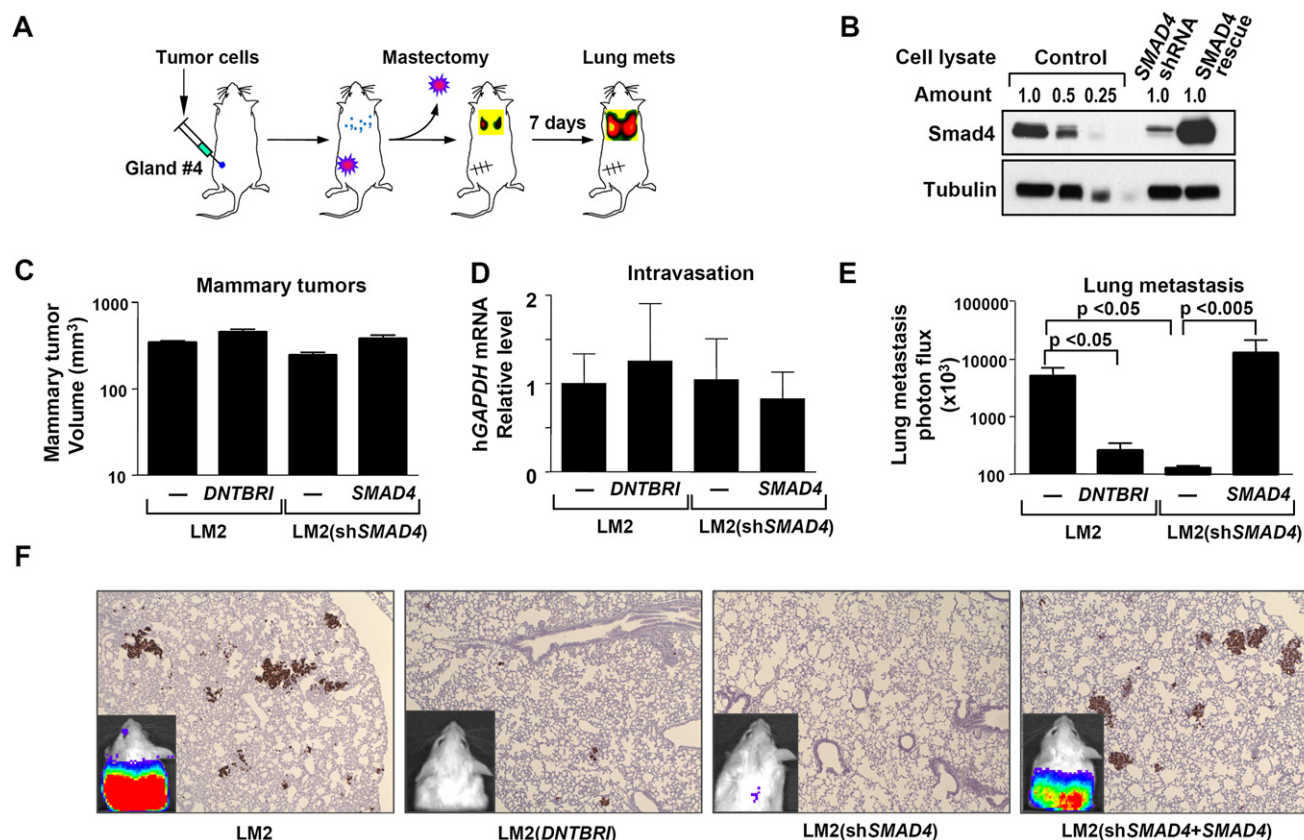 A
Tumor cells
Mastectomy
Lung mets
7 days
Gland #4
B
Cell lysate
Control
SMAD4
shRNA
SMAD4
rescue
Amount
1.0 0.5 0.25 1.0 1.0
Smad4
Tubulin
C
Mammary tumors
Mammary tumor
Volume (mm3)
1000
100
10
— DNTBRI — SMAD4
LM2 LM2(shSMAD4)
D
Intravasation
hGAPDH mRNA
Relative level
2
1
0
— DNTBRI — SMAD4
LM2 LM2(shSMAD4)
E
Lung metastasis
Lung metastasis
photon flux
(x103)
100000
10000
1000
100
p <0.05
p <0.005
p <0.05
— DNTBRI — SMAD4
LM2 LM2(shSMAD4)
F
LM2 LM2(DNTBRI) LM2(shSMAD4) LM2(shSMAD4+SMAD4)